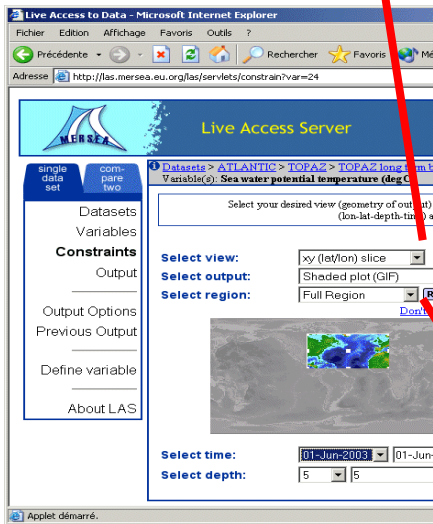 Live Access to Data - Microsoft Internet Explorer
Fichier Edition Affichage Favoris Outils ?
Précédente Rechercher Favoris
Adresse http://las.mersea.eu.org/las/servlets/constrain?var=24
MERSEA
Live Access Server
single data set
com-pare two
Datasets > ATLANTIC > TOPAZ > TOPAZ long term
Variable(s): Sea water potential temperature (deg C)
Select your desired view (geometry of output)
(lon-lat-depth-time)
Datasets
Variables
Constraints
Output
Output Options
Previous Output
Define variable
About LAS
Select view: xy (lat/lon) slice
Select output: Shaded plot (GIF)
Select region: Full Region
Select time: 01-Jun-2003 01-Jun-
Select depth: 5 5
Applet démarré.